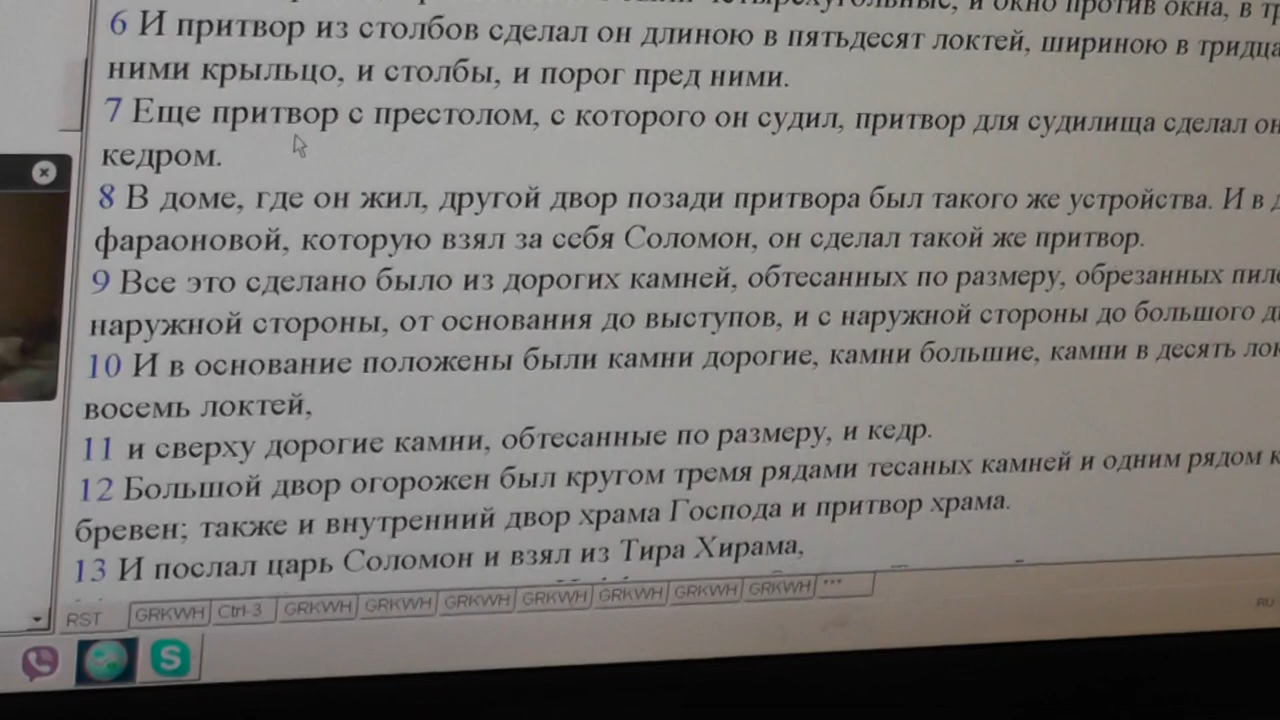 окно против окна, в
6 И притвор из столбов сделал он длиною в пятьдесят локтей, шириною в
ними крыльцо, и столбы, и порог пред ними.
7 Еще притвор с престолом, с которого он судил, притвор для судилища сделал он
кедром.
8 В доме, где он жил, другой двор позади притвора был такого же устройства. И в
фараоновой, которую взял за себя Соломон, он сделал такой же притвор.
9 Все это сделано было из дорогих камней, обтесанных по размеру, обрезанных
наружной стороны, от основания до выступов, и с наружной стороны до большого
10 И в основание положены были камни дорогие, камни большие, камни в десять
восемь локтей,
11 и сверху дорогие камни, обтесанные по размеру, и кедр.
12 Большой двор огорожен был кругом тремя рядами тесаных камней и одним рядом
бревен; также и внутренний двор храма Господа и притвор храма.
13 И послал царь Соломон и взял из Тира Хирама,
RST GRKWH Ctrl-3 GRKWH GRKWH GRKWH GRKWH GRKWH GRKWH GRKWH ...
RU